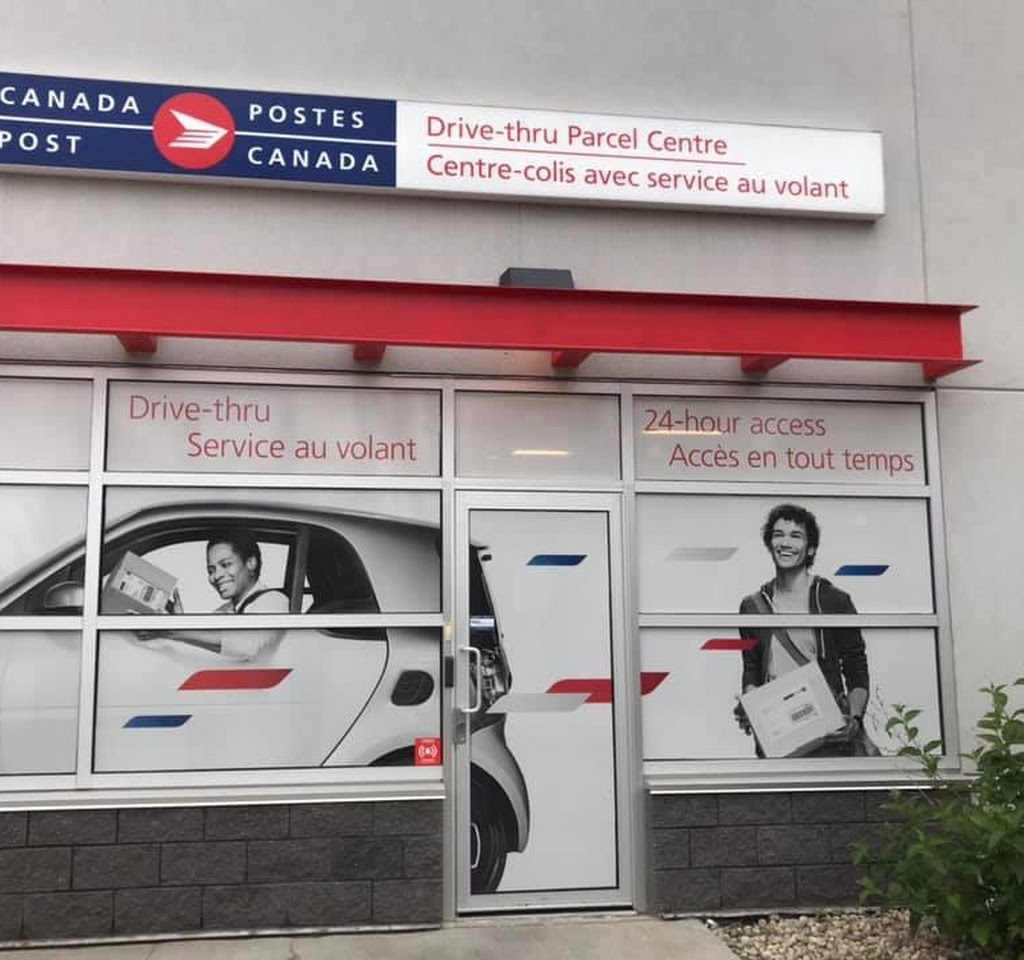 CANADA
POST
POSTES
CANADA
Drive-thru Parcel Centre
Centre-colis avec service au volant
Drive-thru
Service au volant
24-hour access
Accès en tout temps